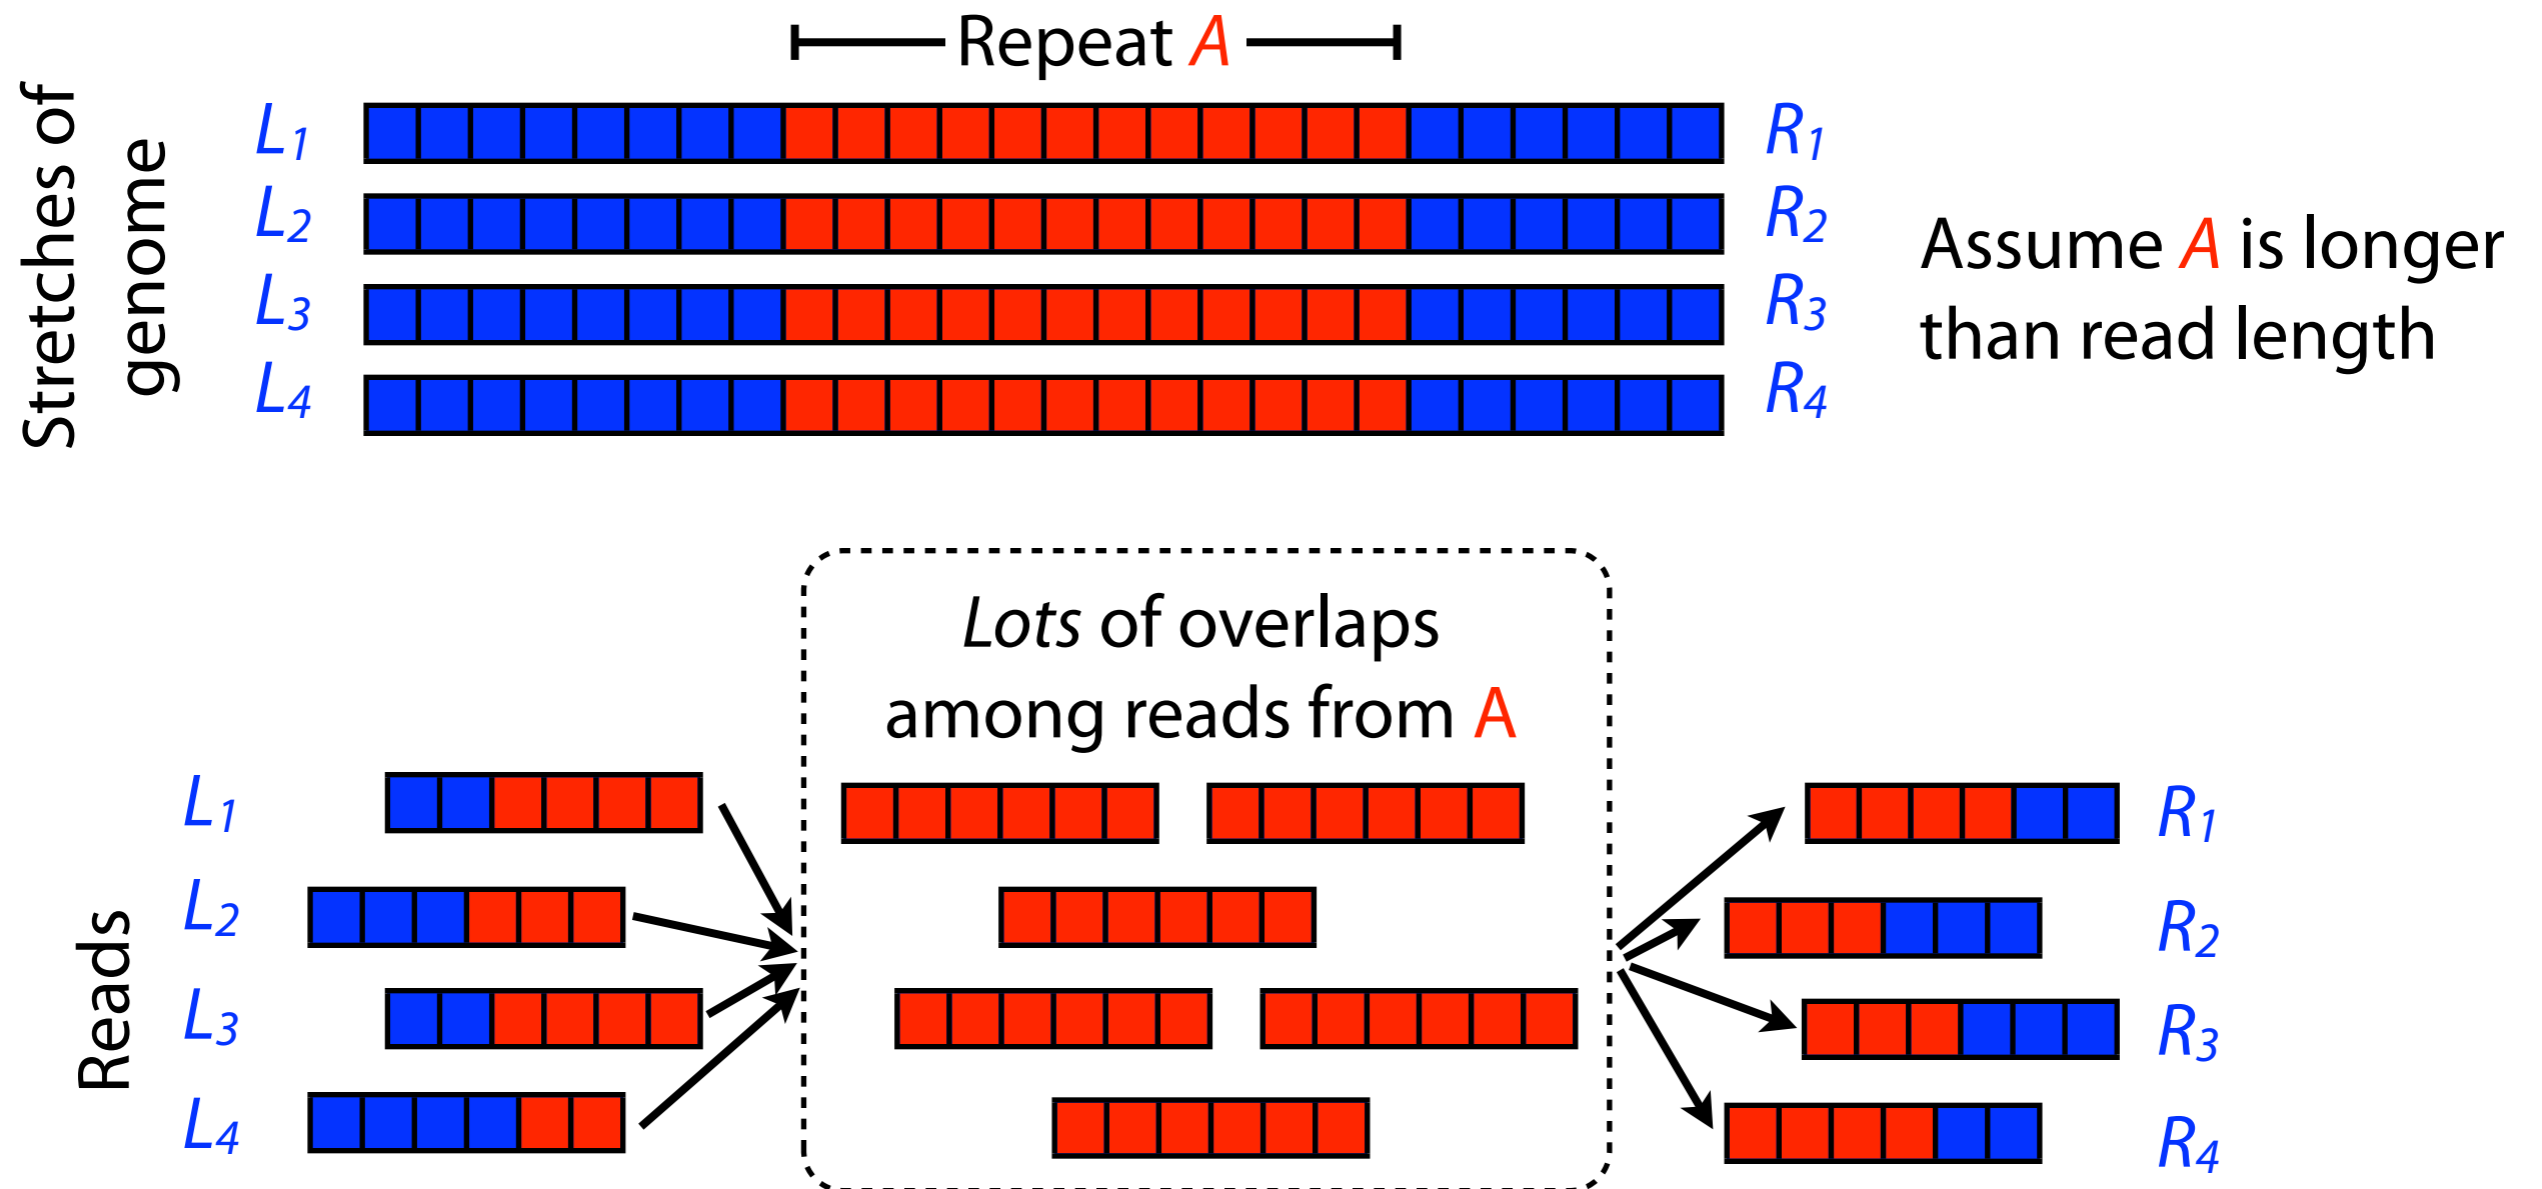 Repeat A
Stretches of
genome
L1
R1
L2
R2
L3
R3
L4
R4
Assume A is longer
than read length
Lots of overlaps
among reads from A
Reads
L1
R1
L2
R2
L3
R3
L4
R4